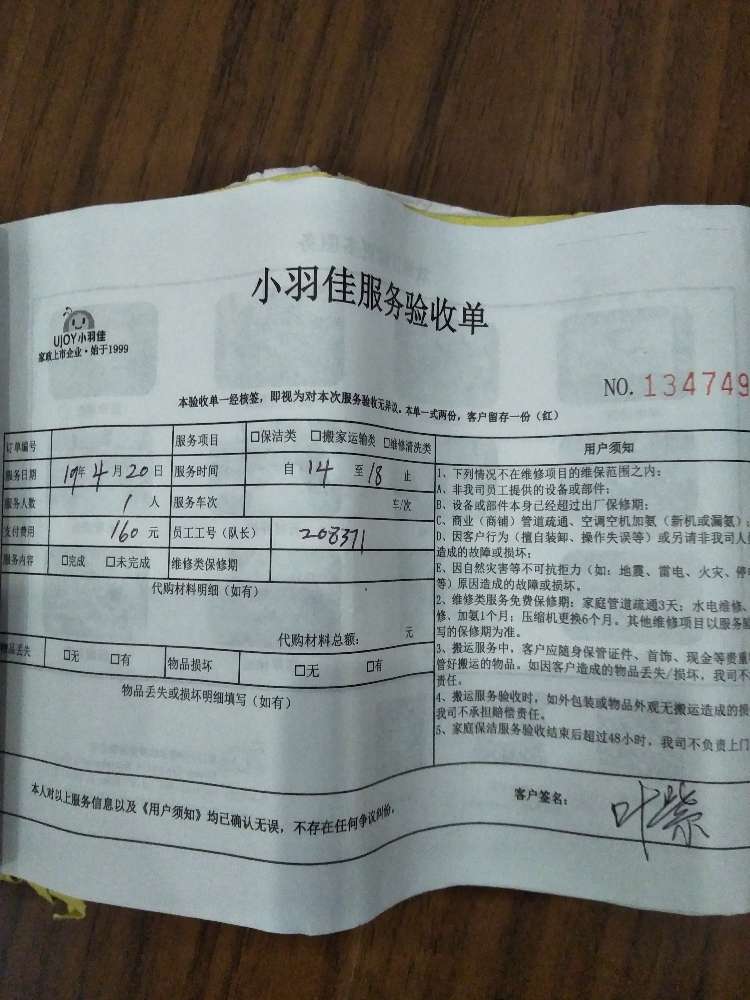 小羽佳服务验收单
UJOY小羽佳
家政上市企业·始于1999
NO. 134749
本验收单一经核签，即视为对本次服务验收无异议。本单一式两份，客户留存一份（红）
订单编号 服务项目 □保洁类 □搬家运输类 □维修清洗类
服务日期 19年4月20日 服务时间 自 14 至 18 止
服务人数 1 人 服务车次 车/次
支付费用 160 元 员工工号（队长） 208371
服务内容 □完成 □未完成 维修类保修期
代购材料明细（如有）
代购材料总额： 元
物品丢失 □无 □有 物品损坏 □无 □有
物品丢失或损坏明细填写（如有）
用户须知
1、下列情况不在维修项目的维保范围之内：
A、非我司员工提供的设备或部件；
B、设备或部件本身已经超过出厂保修期；
C、商业（商铺）管道疏通、空调空机加氨（新机或漏氨）；
D、因客户行为（擅自装卸、操作失误等）或另请非我司人
造成的故障或损坏；
E、因自然灾害等不可抗拒力（如：地震、雷电、火灾、停
等）原因造成的故障或损坏。
2、维修类服务免费保修期：家庭管道疏通3天；水电维修、
修、加氨1个月；压缩机更换6个月。其他维修项目以服务
写的保修期为准。
3、搬运服务中，客户应随身保管证件、首饰、现金等贵重
管好搬运的物品。如因客户造成的物品丢失/损坏，我司不
责任。
4、搬运服务验收时，如外包装或物品外观无搬运造成的损
我司不承担赔偿责任。
5、家庭保洁服务验收结束后超过48小时，我司不负责上门
本人对以上服务信息以及《用户须知》均已确认无误，不存在任何争议纠纷。
客户签名： 叶紫